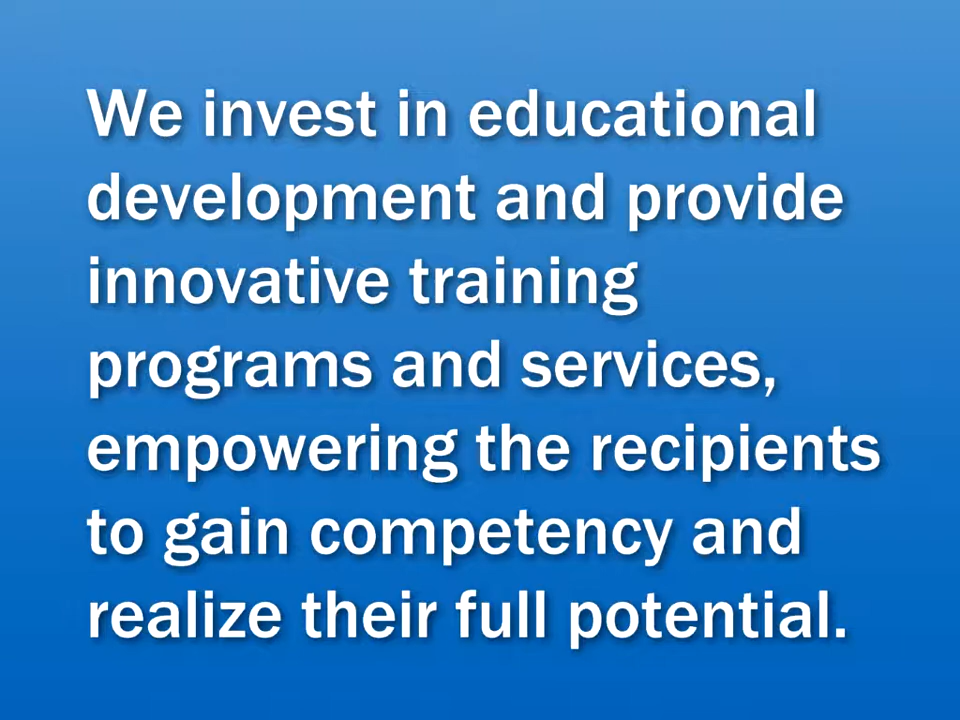 We invest in educational
development and provide
innovative training
programs and services,
empowering the recipients
to gain competency and
realize their full potential.